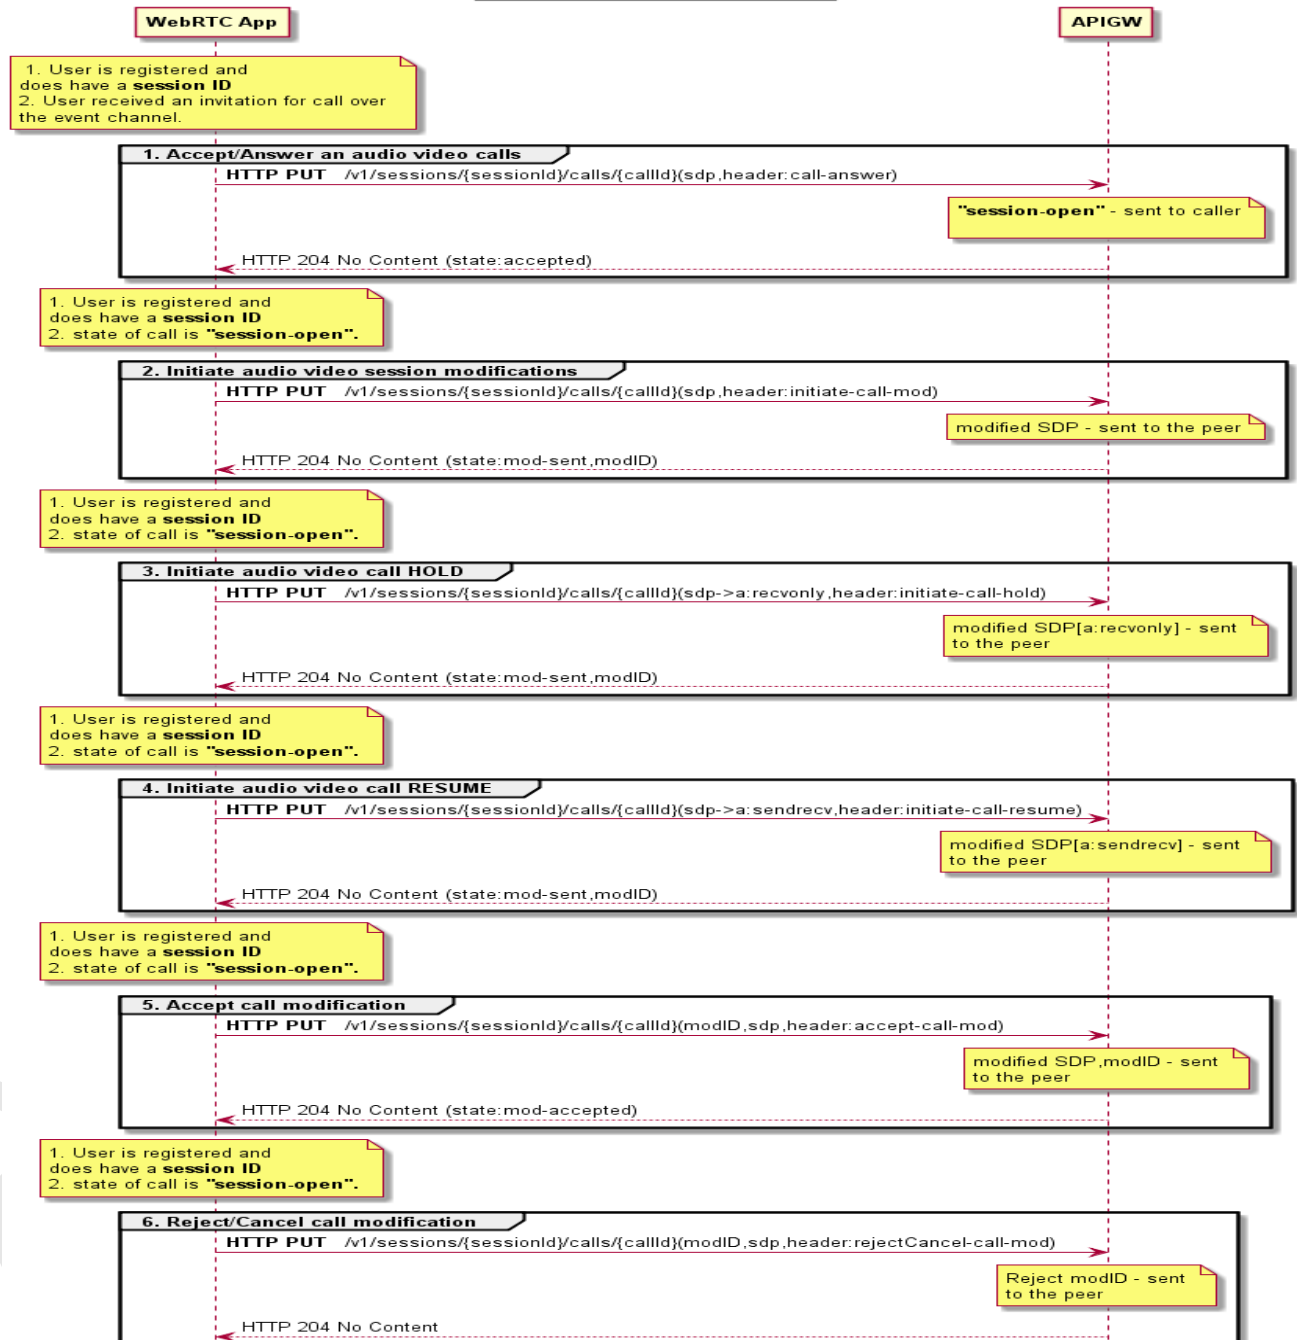 WebRTC App
APIGW
1. User is registered and
does have a session ID
2. User received an invitation for call over
the event channel.
1. Accept/Answer an audio video calls
HTTP PUT /v1/sessions/{sessionId}/calls/{callId}(sdp,header:call-answer)
"session-open" - sent to caller
HTTP 204 No Content (state:accepted)
1. User is registered and
does have a session ID
2. state of call is "session-open".
2. Initiate audio video session modifications
HTTP PUT /v1/sessions/{sessionId}/calls/{callId}(sdp,header:initiate-call-mod)
modified SDP - sent to the peer
HTTP 204 No Content (state:mod-sent,modID)
1. User is registered and
does have a session ID
2. state of call is "session-open".
3. Initiate audio video call HOLD
HTTP PUT /v1/sessions/{sessionId}/calls/{callId}(sdp->a:recvonly,header:initiate-call-hold)
modified SDP[a:recvonly] - sent
to the peer
HTTP 204 No Content (state:mod-sent,modID)
1. User is registered and
does have a session ID
2. state of call is "session-open".
4. Initiate audio video call RESUME
HTTP PUT /v1/sessions/{sessionId}/calls/{callId}(sdp->a:sendrecv,header:initiate-call-resume)
modified SDP[a:sendrecv] - sent
to the peer
HTTP 204 No Content (state:mod-sent,modID)
1. User is registered and
does have a session ID
2. state of call is "session-open".
5. Accept call modification
HTTP PUT /v1/sessions/{sessionId}/calls/{callId}(modID,sdp,header:accept-call-mod)
modified SDP,modID - sent
to the peer
HTTP 204 No Content (state:mod-accepted)
1. User is registered and
does have a session ID
2. state of call is "session-open".
6. Reject/Cancel call modification
HTTP PUT /v1/sessions/{sessionId}/calls/{callId}(modID,sdp,header:rejectCancel-call-mod)
Reject modID - sent
to the peer
HTTP 204 No Content